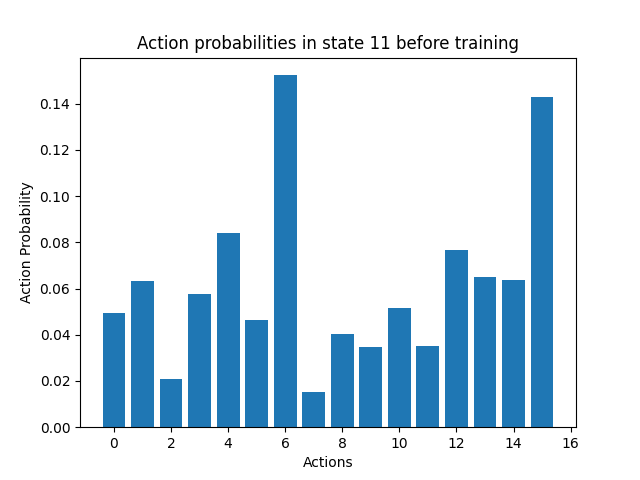 Action probabilities in state 11 before training
0.14
0.12
0.10
0.08
0.06
0.04
0.02
0.00
Action Probability
0 2 4 6 8 10 12 14 16
Actions